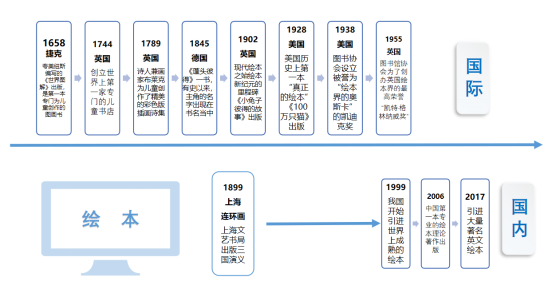 1658
捷克
夸美纽斯
编写的
《世界图
解》出版，
是第一本
专门为儿
童创作的
图画书
1744
英国
创立世
界上第
一家专
门的儿
童书店
1789
英国
诗人兼画
家布莱克
为儿童创
作了精美
的彩色版
插画诗集
1845
德国
《蓬头彼
得》一书，
有史以来，
主角的名
字出现在
书名当中
1902
英国
现代绘本
之始绘本
新纪元的
里程碑
《小兔子
彼得的故
事》出版
1928
美国
美国历
史上第
一本
“真正
的绘本”
《100
万只猫》
出版
1938
美国
图书协
会设立
被誉为
“绘本
界的奥
斯卡”
的凯迪
克奖
1955
英国
图书馆协
会为了创
办英国绘
本界的最
高荣誉
“凯特·格
林纳威奖”
国
际
绘 本
1899
上海
连环画
上海文
艺书局
出版三
国演义
1999
我国
开始
引进
世界
上成
熟的
绘本
2006
中国第
一本专
业的绘
本理论
著作出
版
2017
引进
大量
著名
英文
绘本
国
内